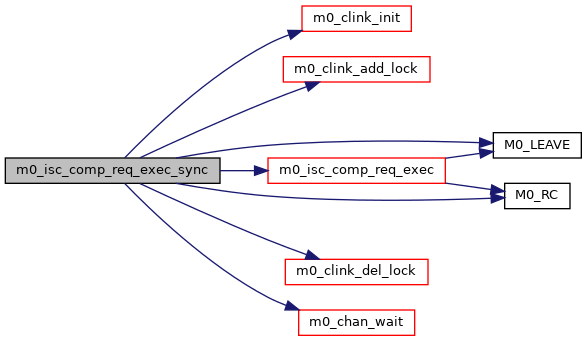 m0_clink_init
m0_clink_add_lock
M0_LEAVE
m0_isc_comp_req_exec_sync
m0_isc_comp_req_exec
M0_RC
m0_clink_del_lock
m0_chan_wait